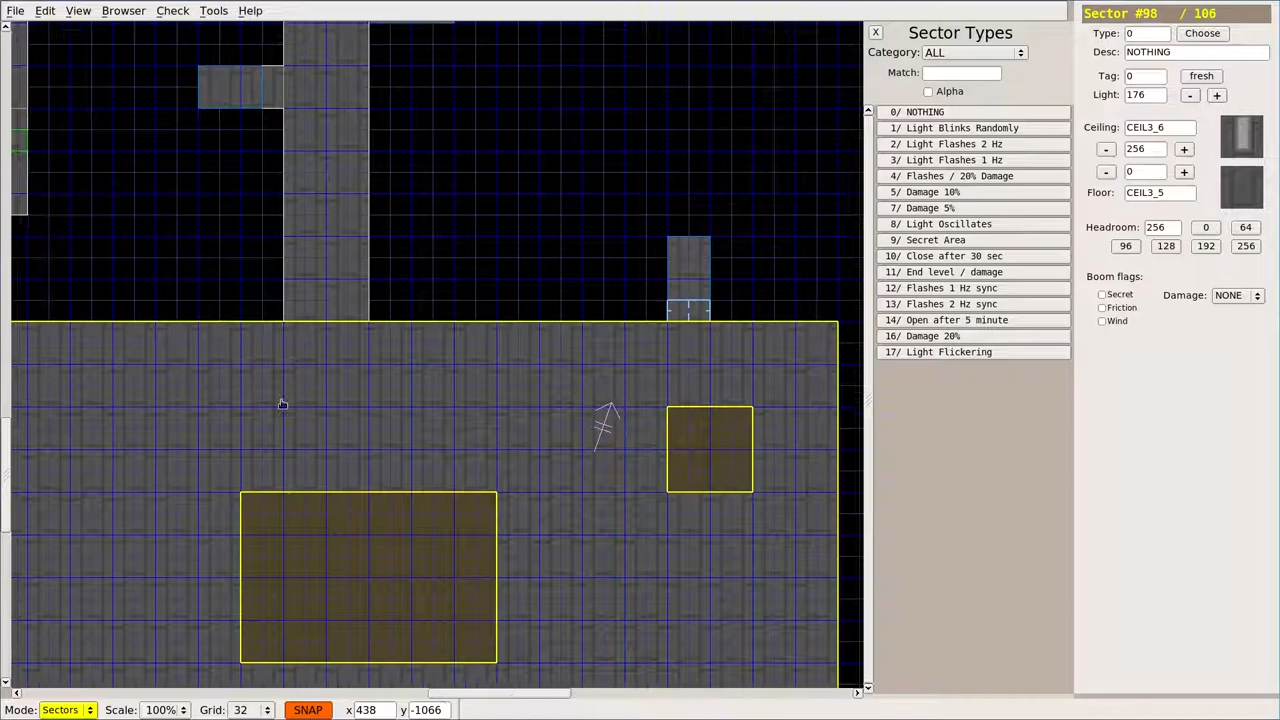 File Edit View Browser Check Tools Help
X Sector Types
Category: ALL
Match:
Alpha
0/ NOTHING
1/ Light Blinks Randomly
2/ Light Flashes 2 Hz
3/ Light Flashes 1 Hz
4/ Flashes / 20% Damage
5/ Damage 10%
7/ Damage 5%
8/ Light Oscillates
9/ Secret Area
10/ Close after 30 sec
11/ End level / damage
12/ Flashes 1 Hz sync
13/ Flashes 2 Hz sync
14/ Open after 5 minute
16/ Damage 20%
17/ Light Flickering
Sector #98 / 106
Type: 0 Choose
Desc: NOTHING
Tag: 0 fresh
Light: 176 - +
Ceiling: CEIL3_6
- 256 +
- 0 +
Floor: CEIL3_5
Headroom: 256 0 64
96 128 192 256
Boom flags:
Secret Damage: NONE
Friction
Wind
Mode: Sectors Scale: 100% Grid: 32 SNAP x 438 y -1066